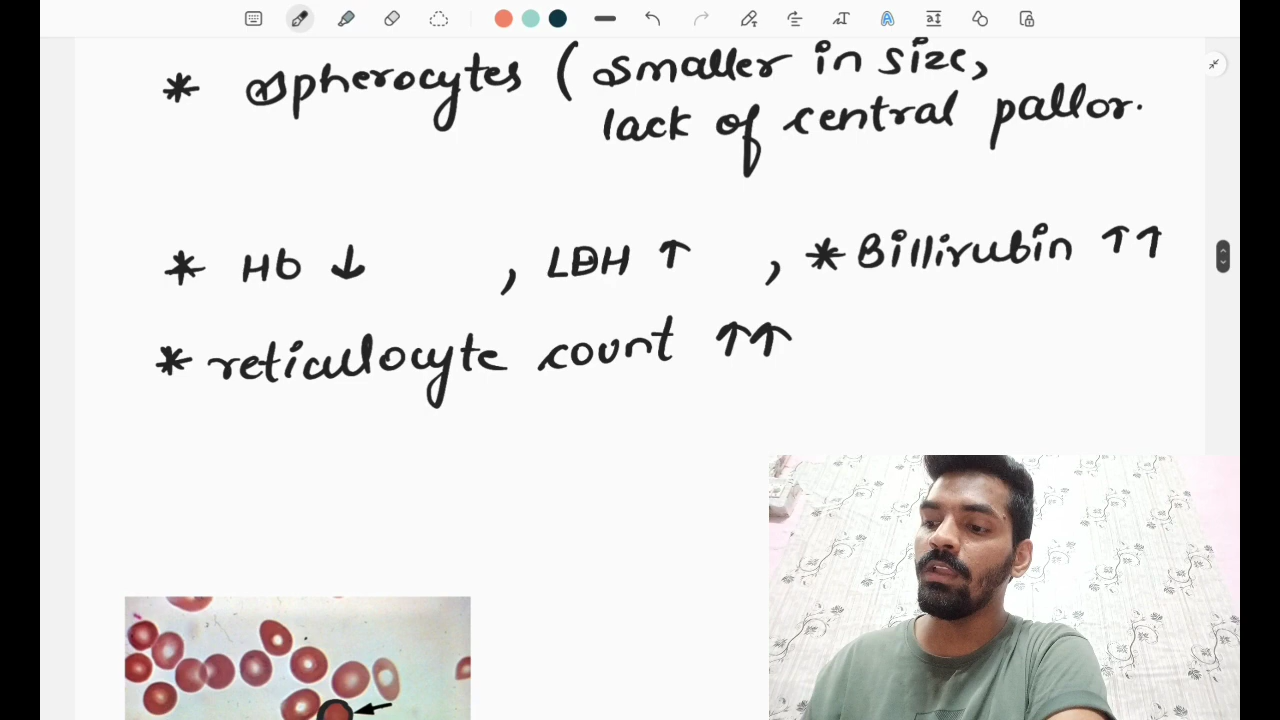 * spherocytes ( smaller in size,
lack of central pallor.
* Hb ↓ , LDH ↑ , * Billirubin ↑↑
* reticulocyte count ↑↑